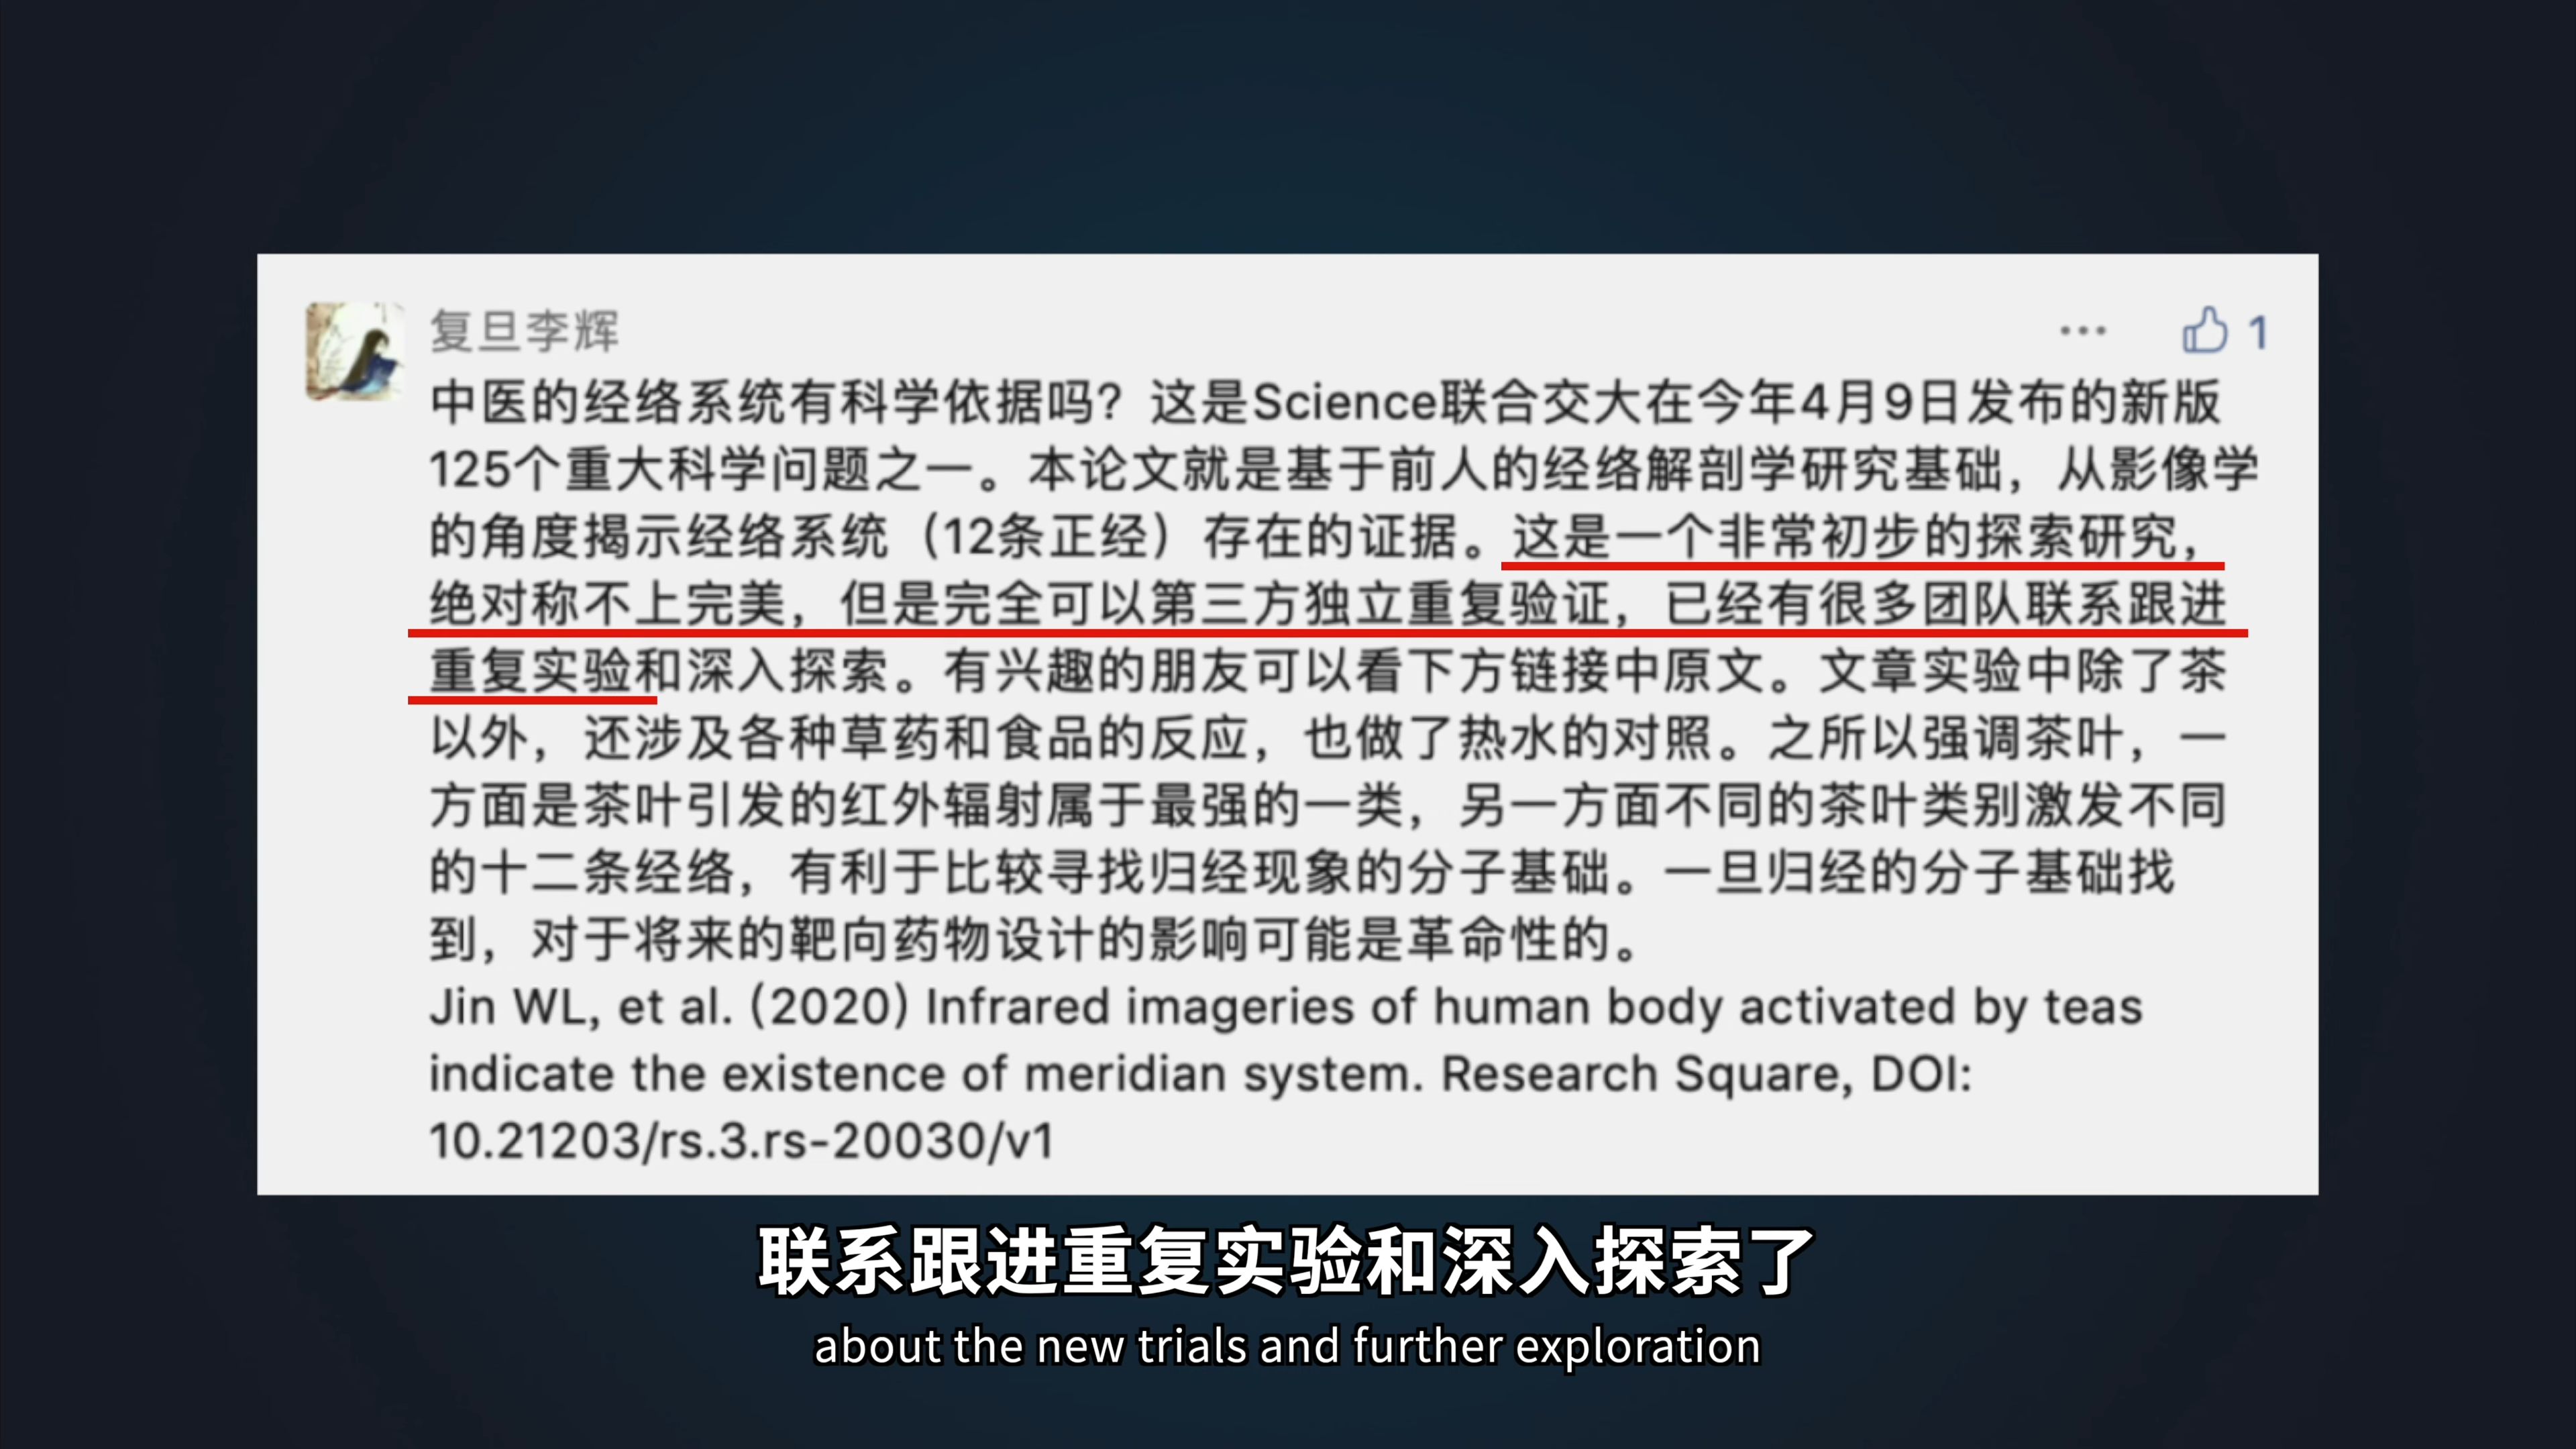 复旦李辉
1
中医的经络系统有科学依据吗？这是Science联合交大在今年4月9日发布的新版
125个重大科学问题之一。本论文就是基于前人的经络解剖学研究基础，从影像学
的角度揭示经络系统（12条正经）存在的证据。这是一个非常初步的探索研究，
绝对称不上完美，但是完全可以第三方独立重复验证，已经有很多团队联系跟进
重复实验和深入探索。有兴趣的朋友可以看下方链接中原文。文章实验中除了茶
以外，还涉及各种草药和食品的反应，也做了热水的对照。之所以强调茶叶，一
方面是茶叶引发的红外辐射属于最强的一类，另一方面不同的茶叶类别激发不同
的十二条经络，有利于比较寻找归经现象的分子基础。一旦归经的分子基础找
到，对于将来的靶向药物设计的影响可能是革命性的。
Jin WL, et al. (2020) Infrared imageries of human body activated by teas
indicate the existence of meridian system. Research Square, DOI:
10.21203/rs.3.rs-20030/v1
联系跟进重复实验和深入探索了
about the new trials and further exploration